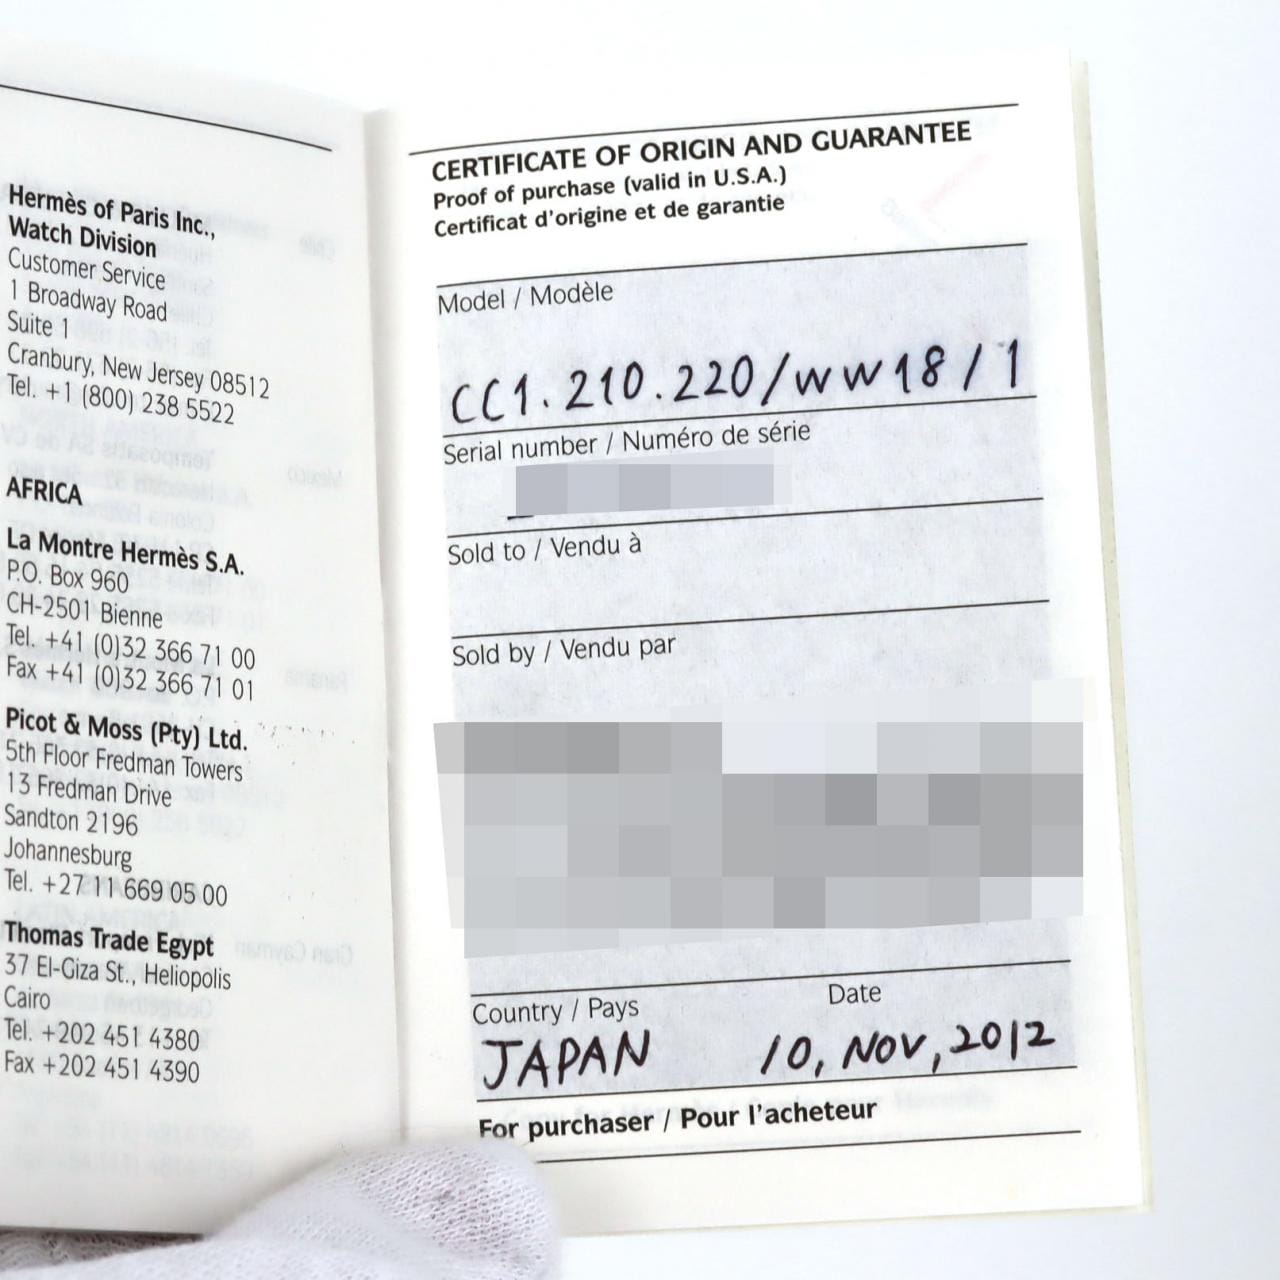 Hermès of Paris Inc.,
Watch Division
Customer Service
1 Broadway Road
Suite 1
Cranbury, New Jersey 08512
Tel. +1 (800) 238 5522
AFRICA
La Montre Hermès S.A.
P.O. Box 960
CH-2501 Bienne
Tel. +41 (0)32 366 71 00
Fax +41 (0)32 366 71 01
Picot & Moss (Pty) Ltd.
5th Floor Fredman Towers
13 Fredman Drive
Sandton 2196
Johannesburg
Tel. +27 11 669 05 00
Thomas Trade Egypt
37 El-Giza St., Heliopolis
Cairo
Tel. +202 451 4380
Fax +202 451 4390
CERTIFICATE OF ORIGIN AND GUARANTEE
Proof of purchase (valid in U.S.A.)
Certificat d'origine et de garantie
Model / Modèle
CC1.210.220/WW18/1
Serial number / Numéro de série
Sold to / Vendu à
Sold by / Vendu par
Country / Pays Date
JAPAN 10, NOV, 2012
For purchaser / Pour l'acheteur